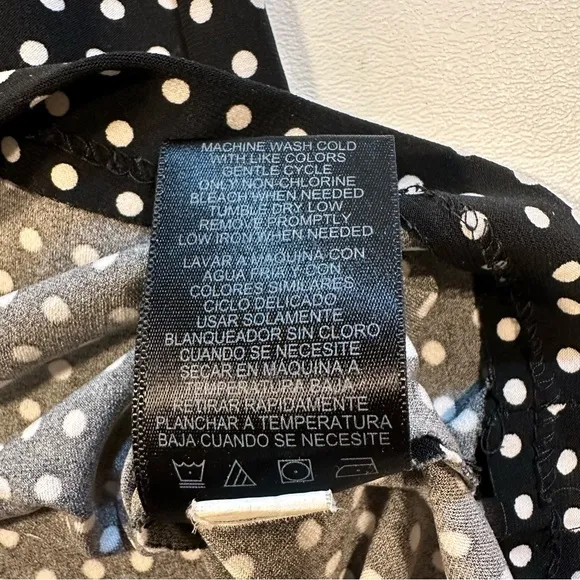 MACHINE WASH COLD
WITH LIKE COLORS
GENTLE CYCLE
ONLY NON-CHLORINE
BLEACH WHEN NEEDED
TUMBLE DRY LOW
REMOVE PROMPTLY
LOW IRON WHEN NEEDED
LAVAR A MAQUINA CON
AGUA FRIA Y CON
COLORES SIMILARES
CICLO DELICADO
USAR SOLAMENTE
BLANQUEADOR SIN CLORO
CUANDO SE NECESITE
SECAR EN MAQUINA A
TEMPERATURA BAJA
RETIRAR RAPIDAMENTE
PLANCHAR A TEMPERATURA
BAJA CUANDO SE NECESITE